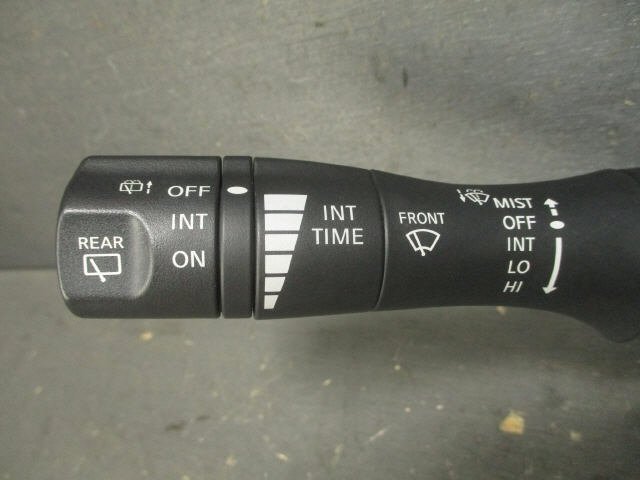 REAR
OFF
INT
ON
INT
TIME
FRONT
MIST
OFF
INT
LO
HI